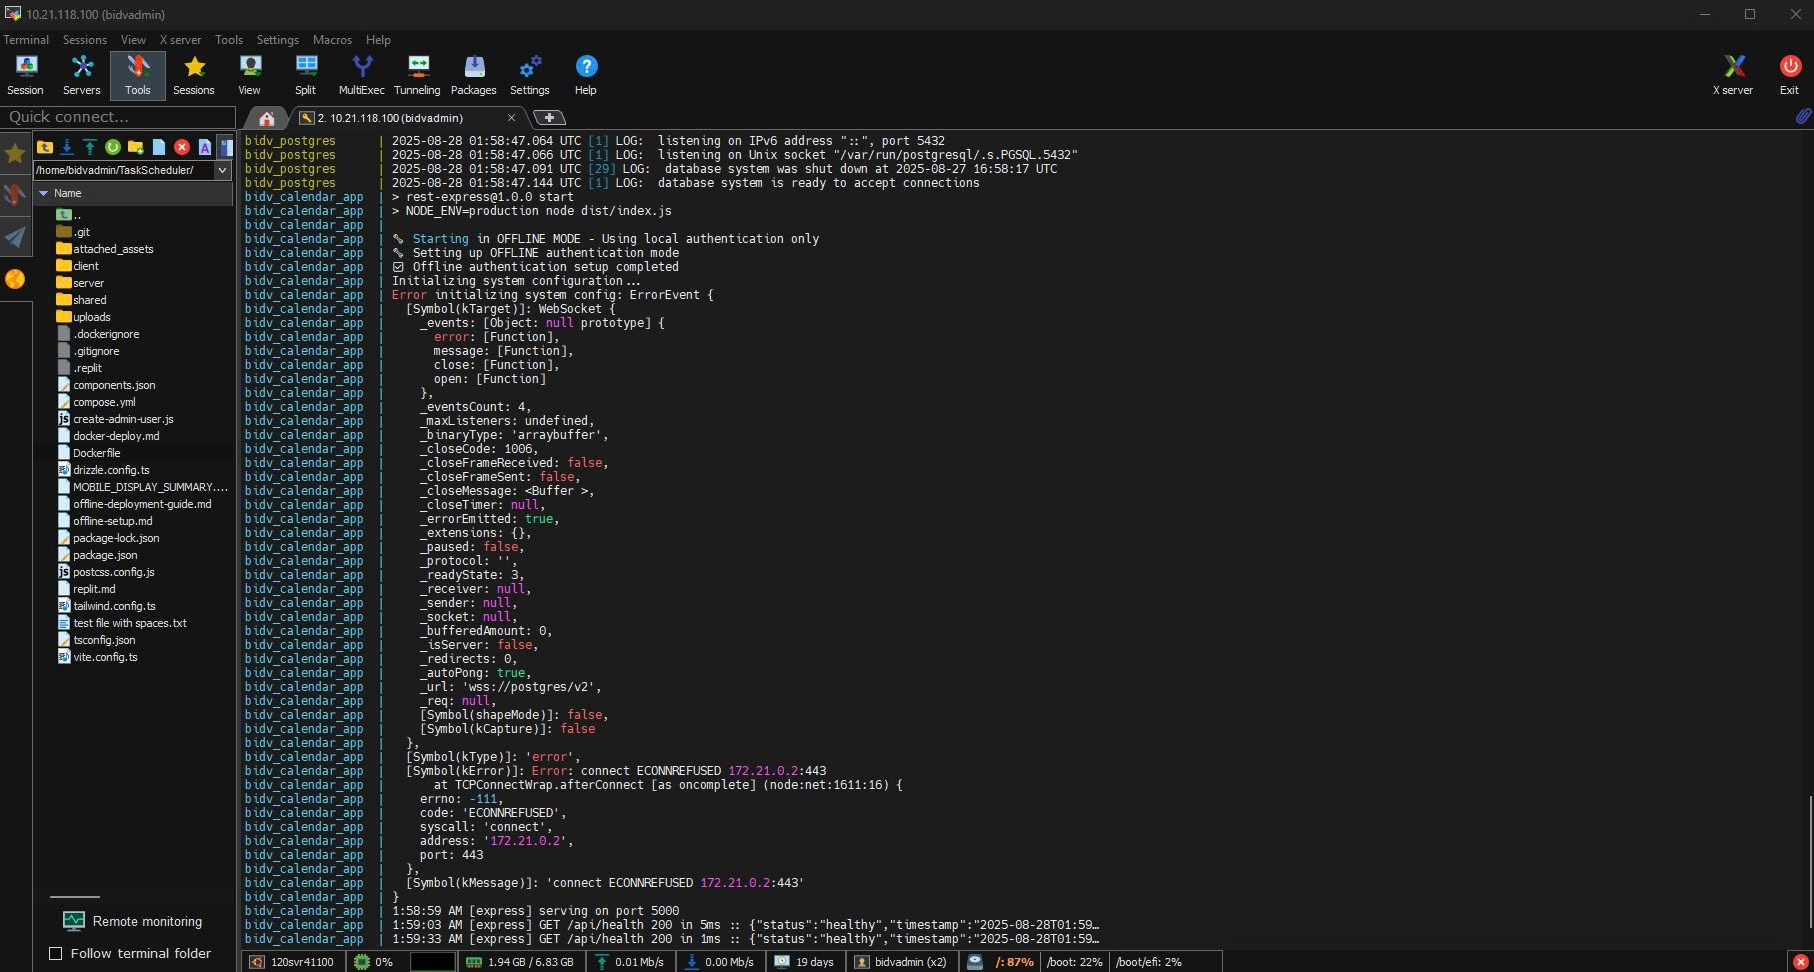 10.21.118.100 (bidvadmin)
Terminal Sessions View X server Tools Settings Macros Help
Session Servers Tools Sessions View Split MultiExec Tunneling Packages Settings Help X server Exit
Quick connect...
2. 10.21.118.100 (bidvadmin)
/home/bidvadmin/TaskScheduler/
Name
..
.git
attached_assets
client
server
shared
uploads
.dockerignore
.gitignore
.replit
components.json
compose.yml
create-admin-user.js
docker-deploy.md
Dockerfile
drizzle.config.ts
MOBILE_DISPLAY_SUMMARY....
offline-deployment-guide.md
offline-setup.md
package-lock.json
package.json
postcss.config.js
replit.md
tailwind.config.ts
test file with spaces.txt
tsconfig.json
vite.config.ts
Remote monitoring
Follow terminal folder
bidv_postgres | 2025-08-28 01:58:47.064 UTC [1] LOG: listening on IPv6 address "::", port 5432
bidv_postgres | 2025-08-28 01:58:47.066 UTC [1] LOG: listening on Unix socket "/var/run/postgresql/.s.PGSQL.5432"
bidv_postgres | 2025-08-28 01:58:47.091 UTC [29] LOG: database system was shut down at 2025-08-27 16:58:17 UTC
bidv_postgres | 2025-08-28 01:58:47.144 UTC [1] LOG: database system is ready to accept connections
bidv_calendar_app | > rest-express@1.0.0 start
bidv_calendar_app | > NODE_ENV=production node dist/index.js
bidv_calendar_app |
bidv_calendar_app | Starting in OFFLINE MODE - Using local authentication only
bidv_calendar_app | Setting up OFFLINE authentication mode
bidv_calendar_app | ☑ Offline authentication setup completed
bidv_calendar_app | Initializing system configuration...
bidv_calendar_app | Error initializing system config: ErrorEvent {
bidv_calendar_app | [Symbol(kTarget)]: WebSocket {
bidv_calendar_app | _events: [Object: null prototype] {
bidv_calendar_app | error: [Function],
bidv_calendar_app | message: [Function],
bidv_calendar_app | close: [Function],
bidv_calendar_app | open: [Function]
bidv_calendar_app | },
bidv_calendar_app | _eventsCount: 4,
bidv_calendar_app | _maxListeners: undefined,
bidv_calendar_app | _binaryType: 'arraybuffer',
bidv_calendar_app | _closeCode: 1006,
bidv_calendar_app | _closeFrameReceived: false,
bidv_calendar_app | _closeFrameSent: false,
bidv_calendar_app | _closeMessage: <Buffer >,
bidv_calendar_app | _closeTimer: null,
bidv_calendar_app | _errorEmitted: true,
bidv_calendar_app | _extensions: {},
bidv_calendar_app | _paused: false,
bidv_calendar_app | _protocol: '',
bidv_calendar_app | _readyState: 3,
bidv_calendar_app | _receiver: null,
bidv_calendar_app | _sender: null,
bidv_calendar_app | _socket: null,
bidv_calendar_app | _bufferedAmount: 0,
bidv_calendar_app | _isServer: false,
bidv_calendar_app | _redirects: 0,
bidv_calendar_app | _autoPong: true,
bidv_calendar_app | _url: 'wss://postgres/v2',
bidv_calendar_app | _req: null,
bidv_calendar_app | [Symbol(shapeMode)]: false,
bidv_calendar_app | [Symbol(kCapture)]: false
bidv_calendar_app | },
bidv_calendar_app | [Symbol(kType)]: 'error',
bidv_calendar_app | [Symbol(kError)]: Error: connect ECONNREFUSED 172.21.0.2:443
bidv_calendar_app | at TCPConnectWrap.afterConnect [as oncomplete] (node:net:1611:16) {
bidv_calendar_app | errno: -111,
bidv_calendar_app | code: 'ECONNREFUSED',
bidv_calendar_app | syscall: 'connect',
bidv_calendar_app | address: '172.21.0.2',
bidv_calendar_app | port: 443
bidv_calendar_app | },
bidv_calendar_app | [Symbol(kMessage)]: 'connect ECONNREFUSED 172.21.0.2:443'
bidv_calendar_app | }
bidv_calendar_app | 1:58:59 AM [express] serving on port 5000
bidv_calendar_app | 1:59:03 AM [express] GET /api/health 200 in 5ms :: {"status":"healthy","timestamp":"2025-08-28T01:59…
bidv_calendar_app | 1:59:33 AM [express] GET /api/health 200 in 1ms :: {"status":"healthy","timestamp":"2025-08-28T01:59…
120svr41100 0% 1.94 GB / 6.83 GB 0.01 Mb/s 0.00 Mb/s 19 days bidvadmin (x2) /: 87% /boot: 22% /boot/efi: 2%